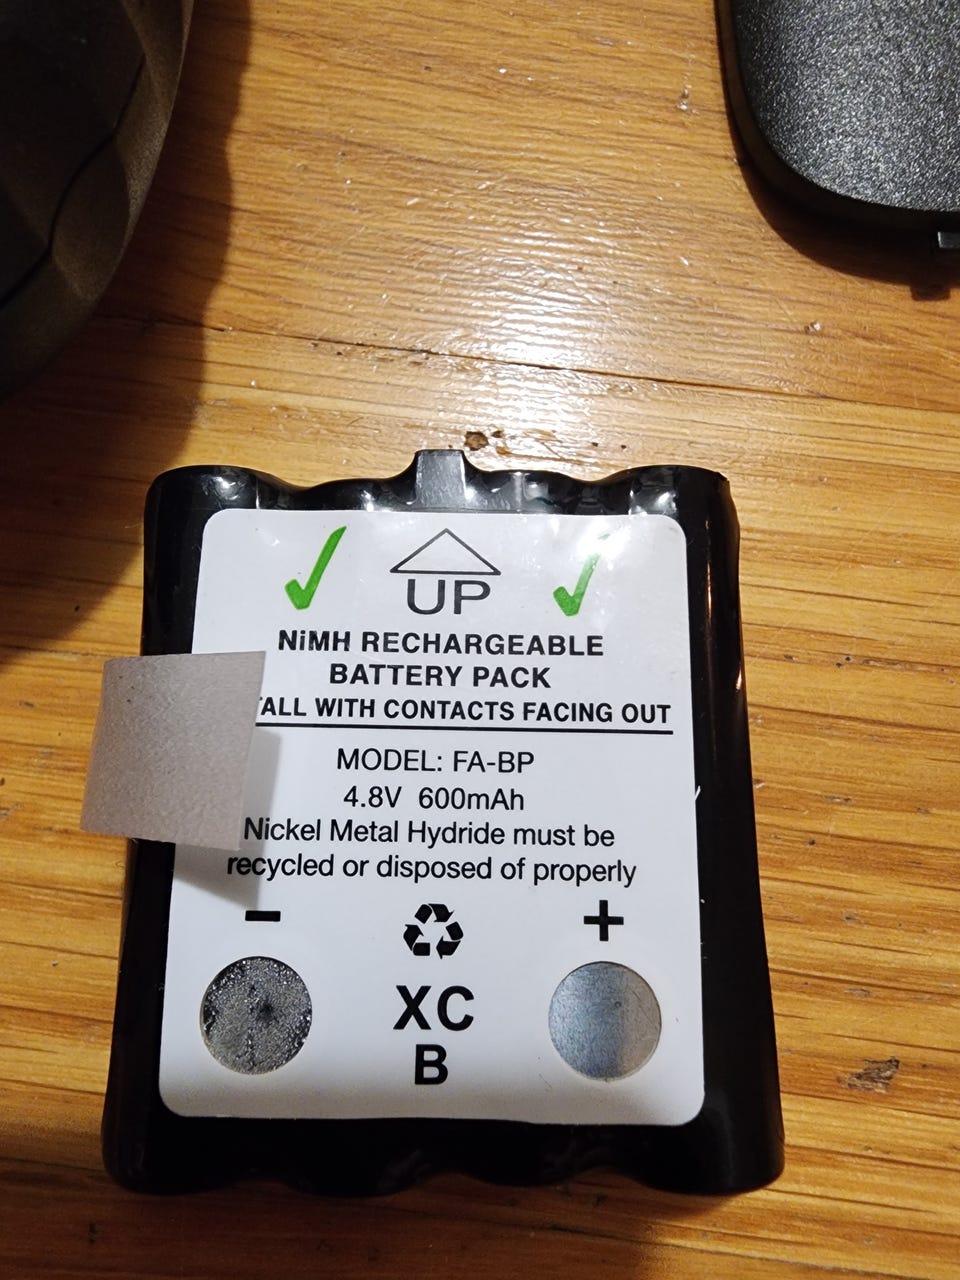 UP
NiMH RECHARGEABLE
BATTERY PACK
WITH CONTACTS FACING OUT
MODEL: FA-BP
4.8V 600mAh
Nickel Metal Hydride must be
recycled or disposed of properly
- +
XC
B